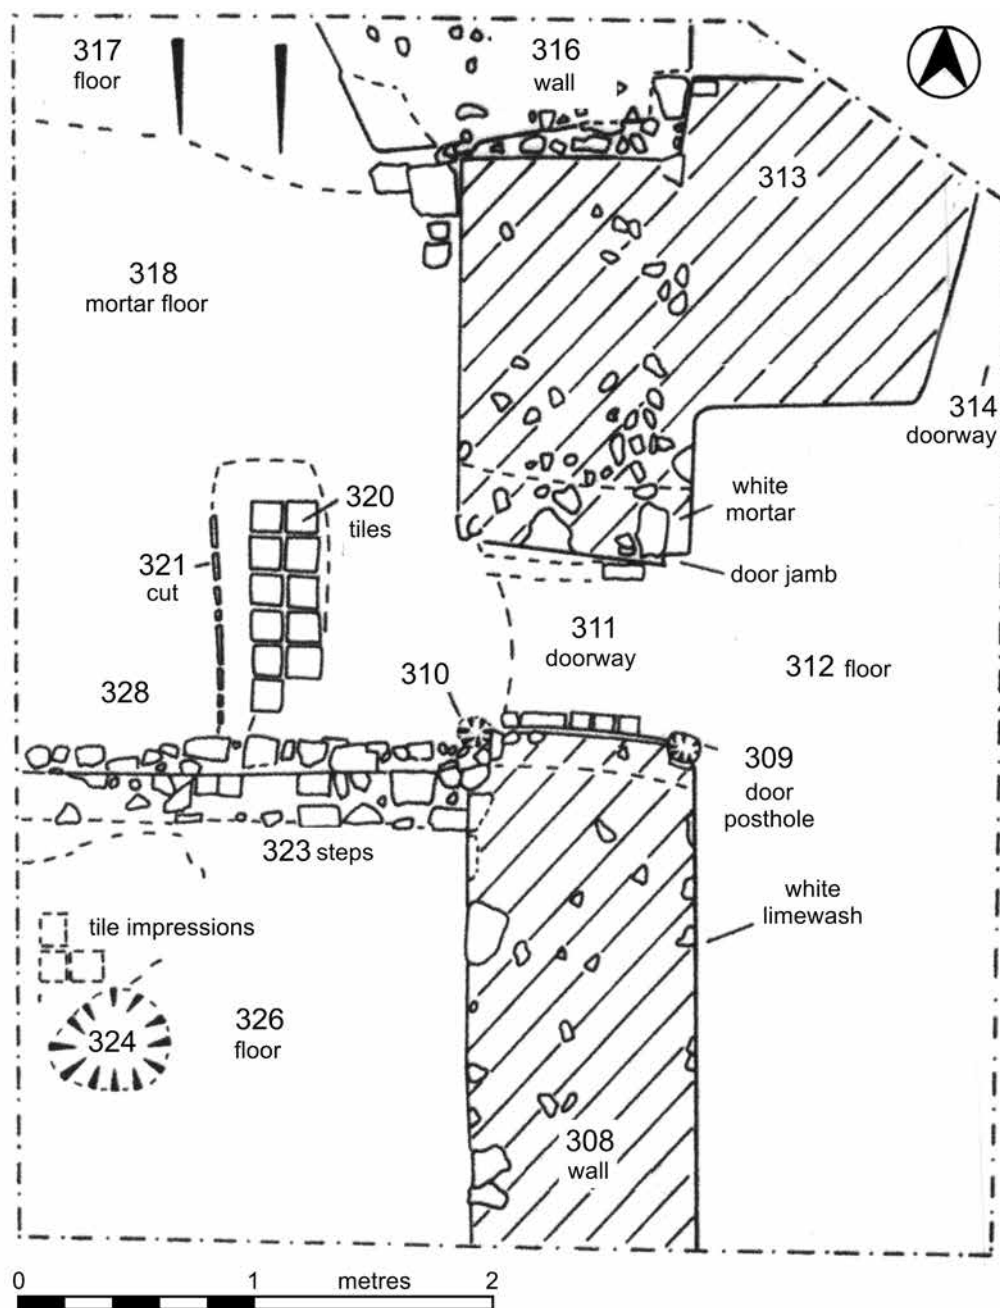 317
floor
316
wall
313
318
mortar floor
314
doorway
white
mortar
320
tiles
321
cut
door jamb
311
doorway
312 floor
310
328
309
door
posthole
323 steps
white
limewash
tile impressions
324
326
floor
308
wall
0 1 metres 2